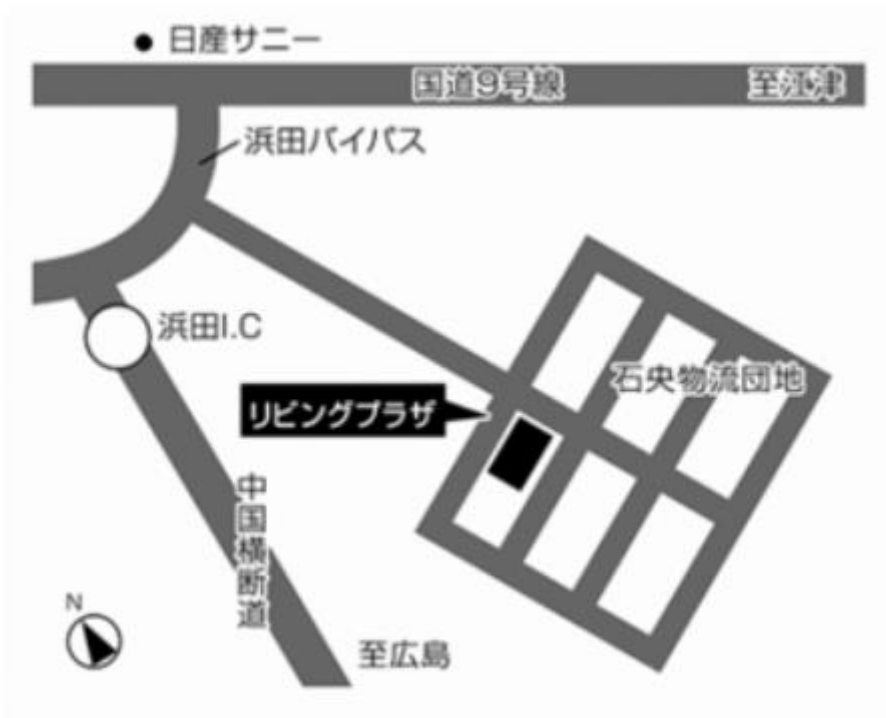 日産サニー
国道9号線
至江津
浜田バイパス
浜田I.C
石央物流団地
リビングプラザ
中国横断道
至広島
N